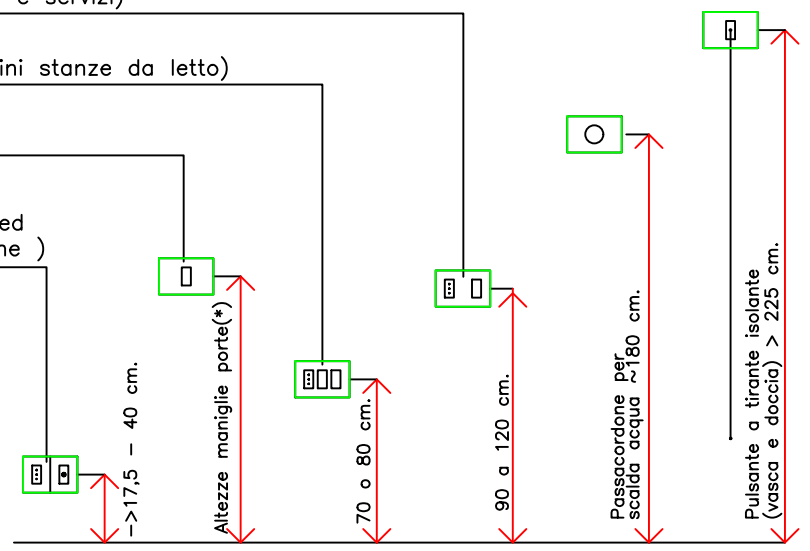 e servizi)
ini stanze da letto)
ed
ne )
->17,5 - 40 cm.
Altezze maniglie porte(*)
70 o 80 cm.
90 a 120 cm.
Passacordone per
scalda acqua ~180 cm.
Pulsante a tirante isolante
(vasca e doccia) > 225 cm.